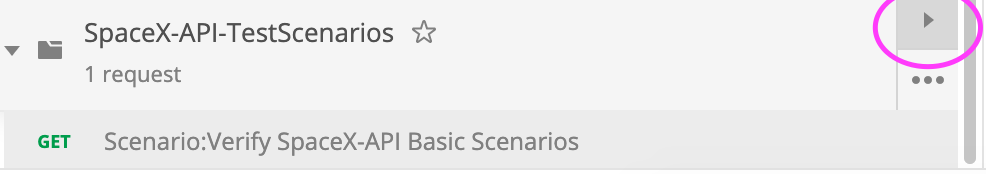 SpaceX-API-TestScenarios
1 request
GET Scenario:Verify SpaceX-API Basic Scenarios